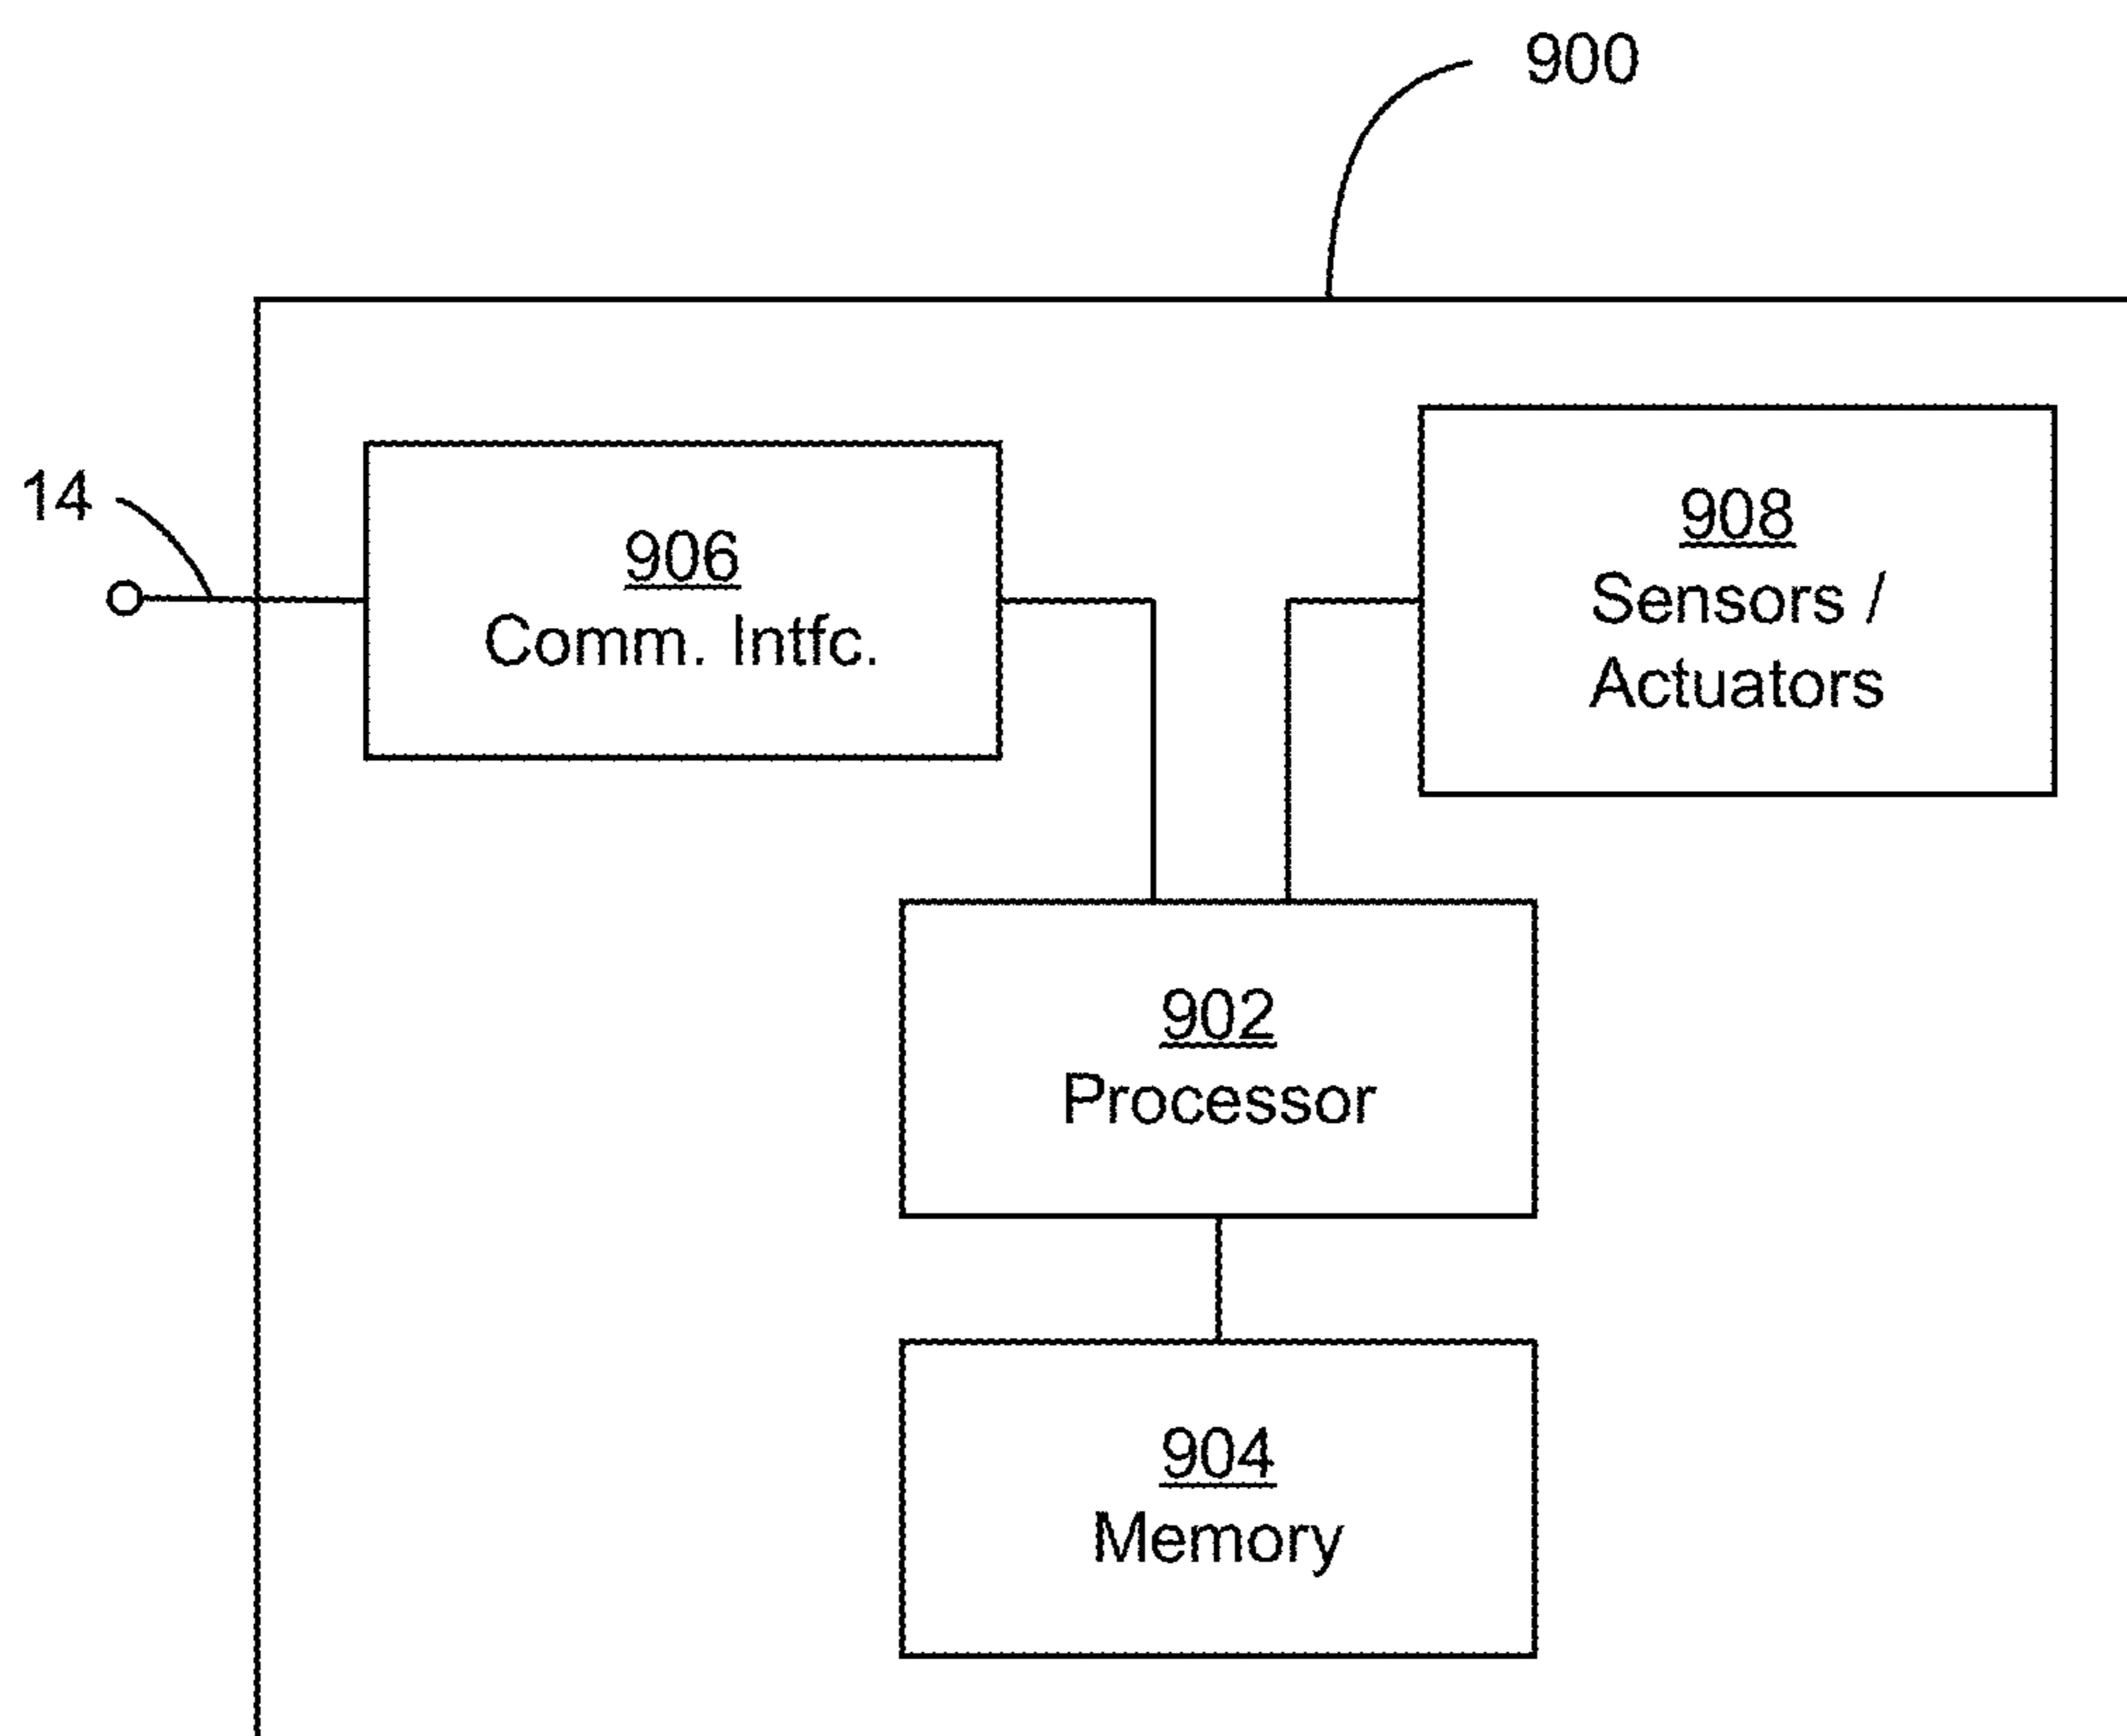 900
14
906
Comm. Intfc.
908
Sensors /
Actuators
902
Processor
904
Memory